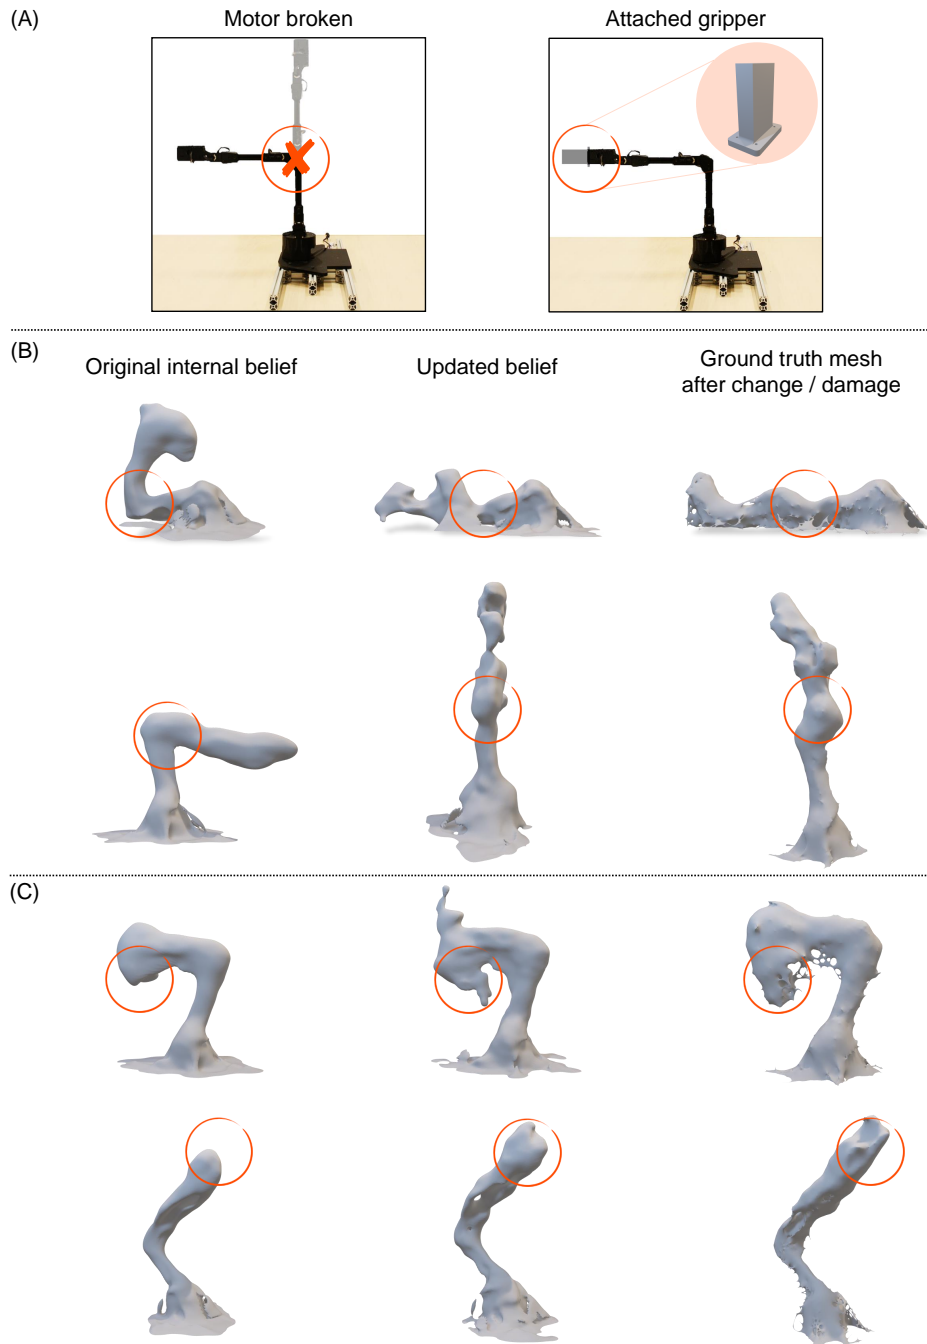 (A)
Motor broken
Attached gripper
(B)
Original internal belief
Updated belief
Ground truth mesh
after change / damage
(C)